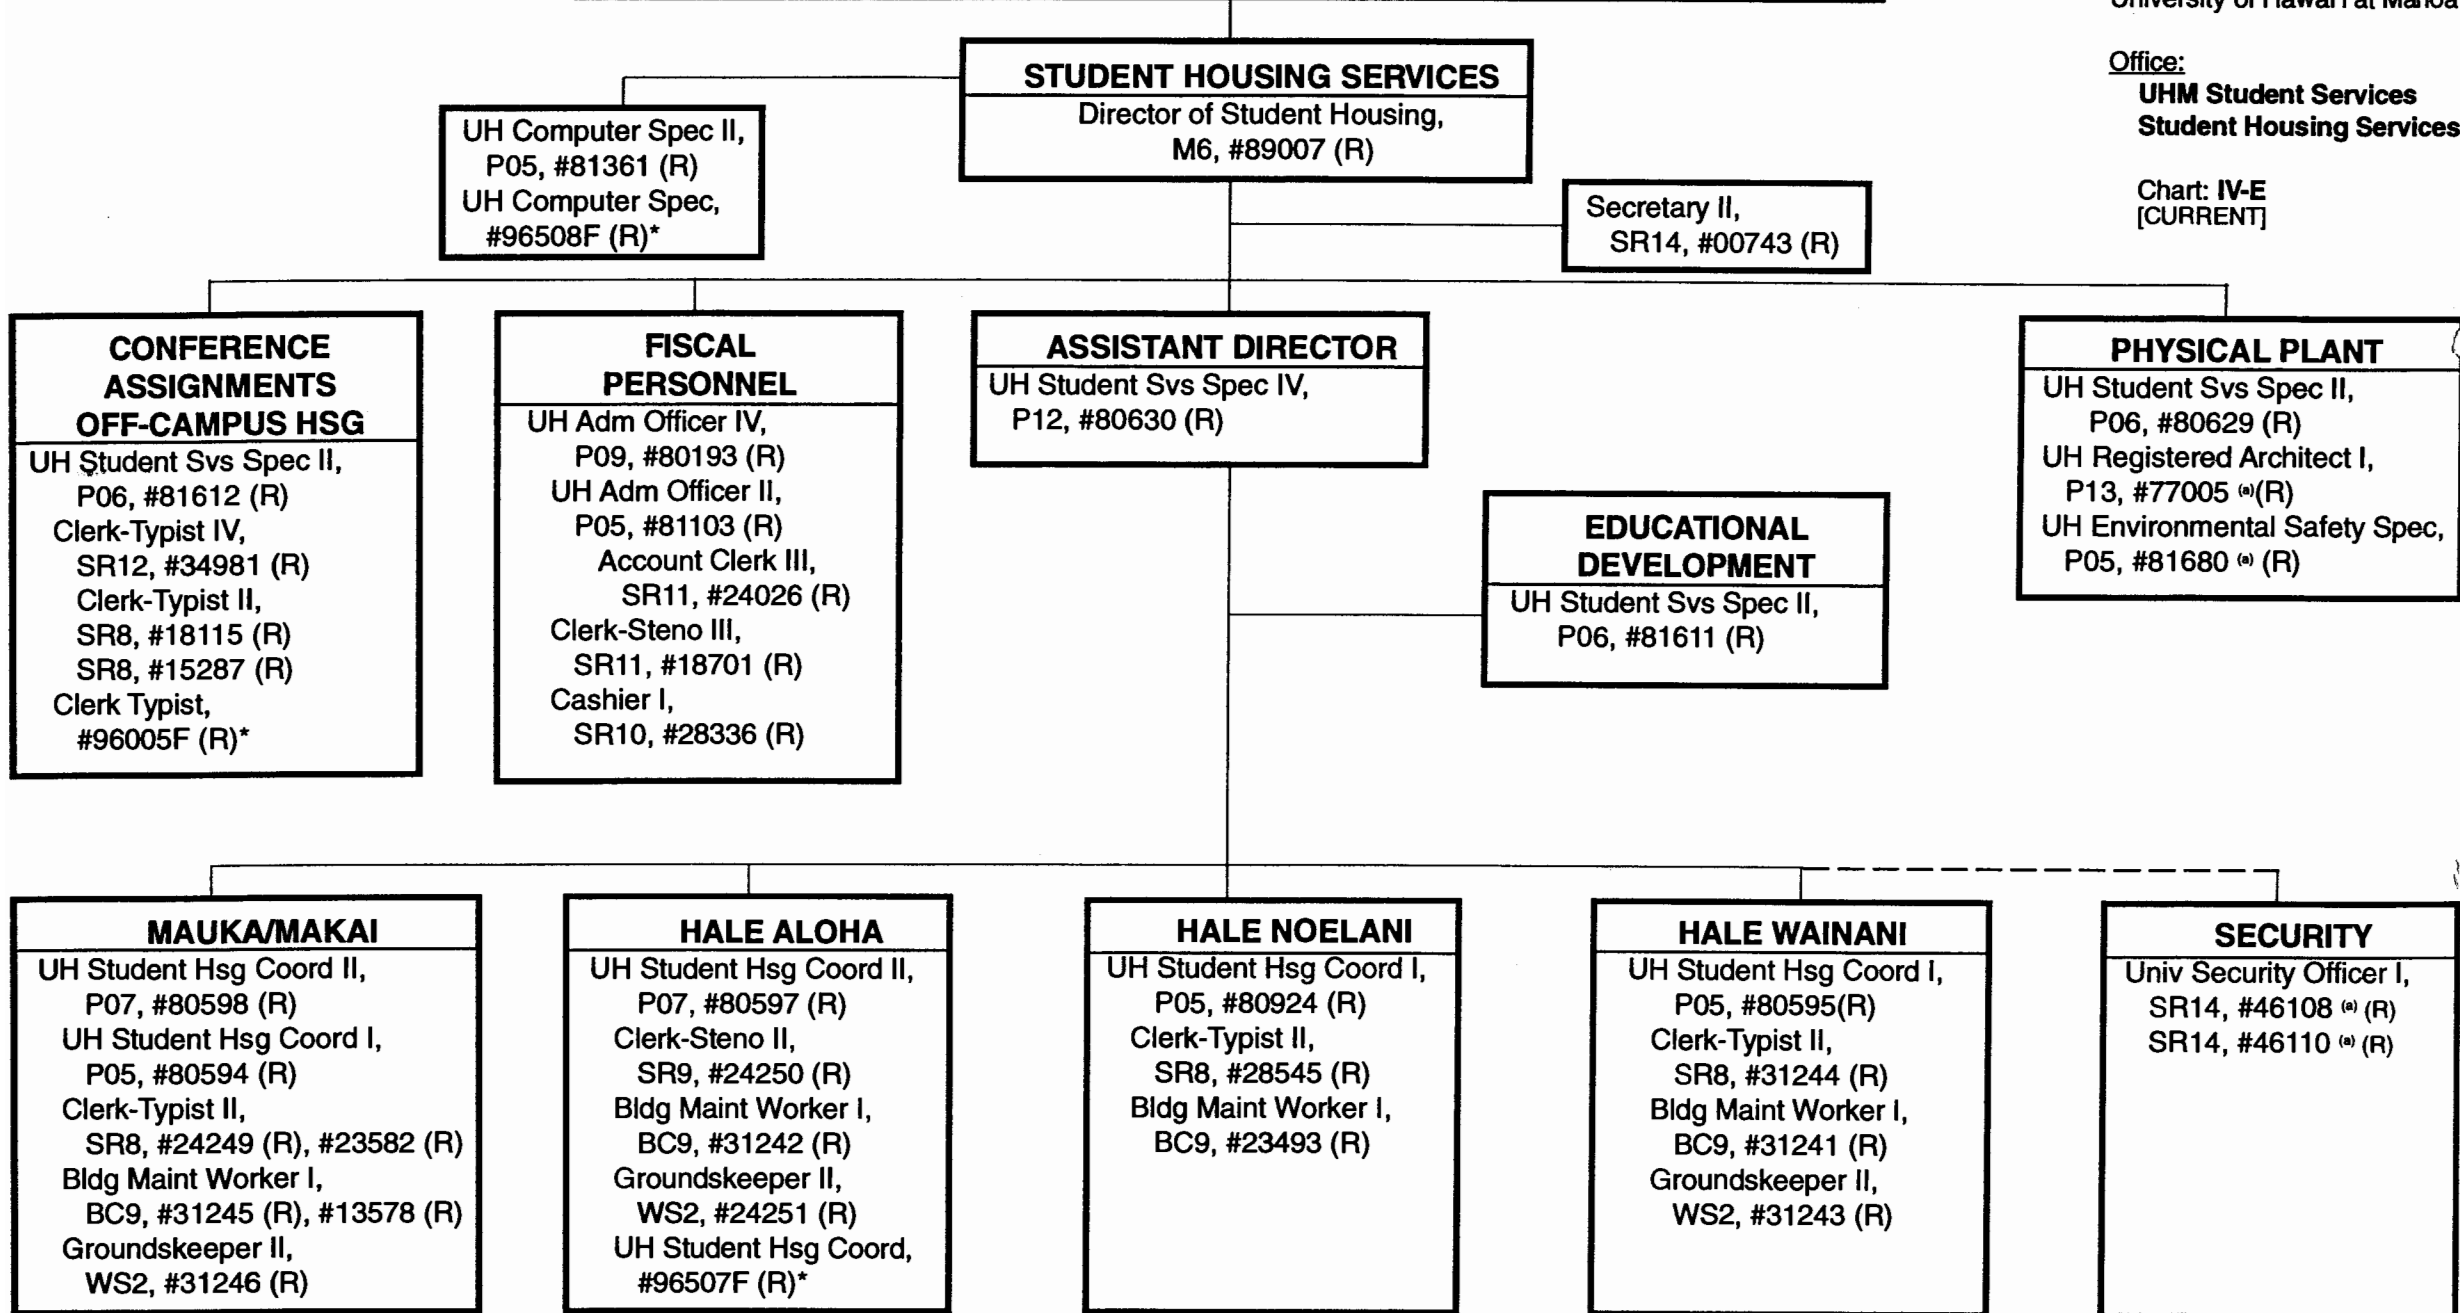 University of Hawai'i at Manoa
Office:
UHM Student Services
Student Housing Services
Chart: IV-E
[CURRENT]
STUDENT HOUSING SERVICES
Director of Student Housing,
M6, #89007 (R)
UH Computer Spec II,
P05, #81361 (R)
UH Computer Spec,
#96508F (R)*
Secretary II,
SR14, #00743 (R)
CONFERENCE
ASSIGNMENTS
OFF-CAMPUS HSG
UH Student Svs Spec II,
P06, #81612 (R)
Clerk-Typist IV,
SR12, #34981 (R)
Clerk-Typist II,
SR8, #18115 (R)
SR8, #15287 (R)
Clerk Typist,
#96005F (R)*
FISCAL
PERSONNEL
UH Adm Officer IV,
P09, #80193 (R)
UH Adm Officer II,
P05, #81103 (R)
Account Clerk III,
SR11, #24026 (R)
Clerk-Steno III,
SR11, #18701 (R)
Cashier I,
SR10, #28336 (R)
ASSISTANT DIRECTOR
UH Student Svs Spec IV,
P12, #80630 (R)
PHYSICAL PLANT
UH Student Svs Spec II,
P06, #80629 (R)
UH Registered Architect I,
P13, #77005 (a)(R)
UH Environmental Safety Spec,
P05, #81680 (a) (R)
EDUCATIONAL
DEVELOPMENT
UH Student Svs Spec II,
P06, #81611 (R)
MAUKA/MAKAI
UH Student Hsg Coord II,
P07, #80598 (R)
UH Student Hsg Coord I,
P05, #80594 (R)
Clerk-Typist II,
SR8, #24249 (R), #23582 (R)
Bldg Maint Worker I,
BC9, #31245 (R), #13578 (R)
Groundskeeper II,
WS2, #31246 (R)
HALE ALOHA
UH Student Hsg Coord II,
P07, #80597 (R)
Clerk-Steno II,
SR9, #24250 (R)
Bldg Maint Worker I,
BC9, #31242 (R)
Groundskeeper II,
WS2, #24251 (R)
UH Student Hsg Coord,
#96507F (R)*
HALE NOELANI
UH Student Hsg Coord I,
P05, #80924 (R)
Clerk-Typist II,
SR8, #28545 (R)
Bldg Maint Worker I,
BC9, #23493 (R)
HALE WAINANI
UH Student Hsg Coord I,
P05, #80595(R)
Clerk-Typist II,
SR8, #31244 (R)
Bldg Maint Worker I,
BC9, #31241 (R)
Groundskeeper II,
WS2, #31243 (R)
SECURITY
Univ Security Officer I,
SR14, #46108 (a) (R)
SR14, #46110 (a) (R)